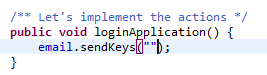 /** Let's implement the actions */
public void loginApplication() {
email.sendKeys("");
}